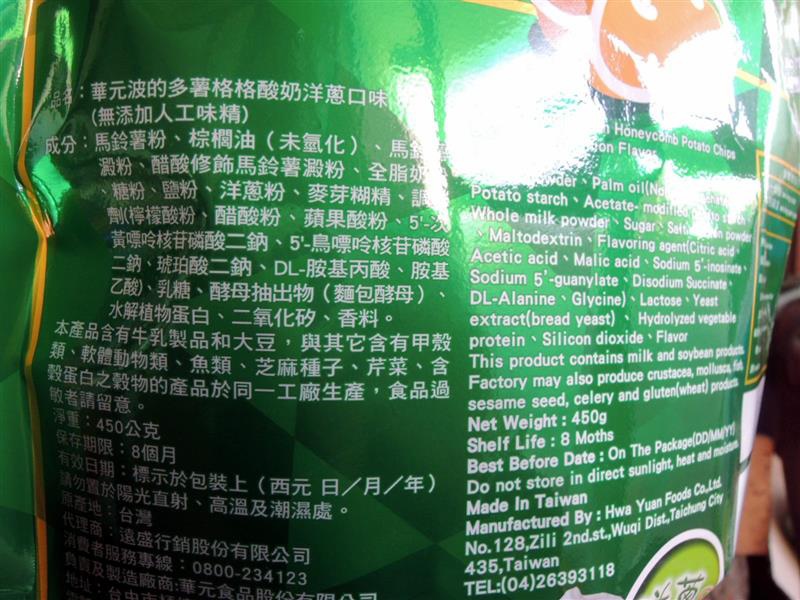 品名：華元波的多薯格格酸奶洋蔥口味
(無添加人工味精)
成分：馬鈴薯粉、棕櫚油（未氫化）、馬鈴薯
澱粉、醋酸修飾馬鈴薯澱粉、全脂奶
、糖粉、鹽粉、洋蔥粉、麥芽糊精、調
劑(檸檬酸粉、醋酸粉、蘋果酸粉、5'-次
黃嘌呤核苷磷酸二鈉、5'-鳥嘌呤核苷磷酸
二鈉、琥珀酸二鈉、DL-胺基丙酸、胺基
乙酸)、乳糖、酵母抽出物（麵包酵母）、
水解植物蛋白、二氧化矽、香料。
本產品含有牛乳製品和大豆，與其它含有甲殼
類、軟體動物類、魚類、芝麻種子、芹菜、含
穀蛋白之穀物的產品於同一工廠生產，食品過
敏者請留意。
淨重：450公克
保存期限：8個月
有效日期：標示於包裝上（西元 日／月／年）
請勿置於陽光直射、高溫及潮濕處。
原產地：台灣
代理商：遠盛行銷股份有限公司
消費者服務專線：0800-234123
負責及製造廠商:華元食品股份有限公司
地址：台中市梧棲
Honeycomb Potato Chips
Flavor
Palm oil
Potato starch、Acetate- modified potato starch
Whole milk powder、Sugar、Salt、 powder
、Maltodextrin、Flavoring agent(Citric acid、
Acetic acid、Malic acid、Sodium 5'-inosinate、
Sodium 5'-guanylate、Disodium Succinate、
DL-Alanine、Glycine)、Lactose、Yeast
extract(bread yeast)、Hydrolyzed vegetable
protein、Silicon dioxide、Flavor
This product contains milk and soybean products.
Factory may also produce crustacea, mollusca, fish,
sesame seed, celery and gluten(wheat) products.
Net Weight : 450g
Shelf Life : 8 Moths
Best Before Date : On The Package(DD/MM/YY)
Do not store in direct sunlight, heat and moisture.
Made In Taiwan
Manufactured By : Hwa Yuan Foods Co.,Ltd.
No.128,Zili 2nd.st.,Wuqi Dist.,Taichung City
435,Taiwan
TEL:(04)26393118